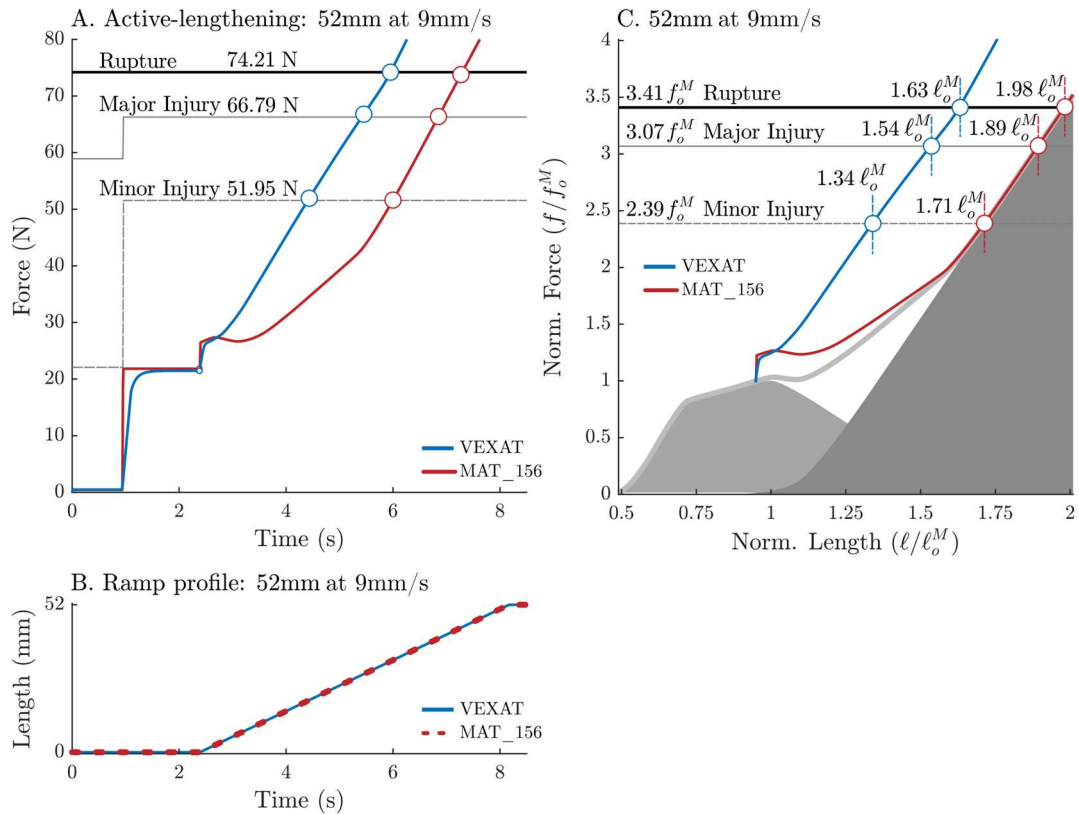 A. Active-lengthening: 52mm at 9mm/s
80
70
60
50
40
30
20
10
0
Force (N)
Rupture 74.21 N
Major Injury 66.79 N
Minor Injury 51.95 N
VEXAT
MAT_156
0 2 4 6 8
Time (s)
B. Ramp profile: 52mm at 9mm/s
52
0
Length (mm)
VEXAT
MAT_156
0 2 4 6 8
Time (s)
C. 52mm at 9mm/s
4
3.5
3
2.5
2
1.5
1
0.5
0
Norm. Force (f/f_o^M)
3.41 f_o^M Rupture
1.63 ℓ_o^M
1.98 ℓ_o^M
3.07 f_o^M Major Injury
1.54 ℓ_o^M
1.89 ℓ_o^M
1.34 ℓ_o^M
2.39 f_o^M Minor Injury
1.71 ℓ_o^M
VEXAT
MAT_156
0.5 0.75 1 1.25 1.5 1.75 2
Norm. Length (ℓ/ℓ_o^M)